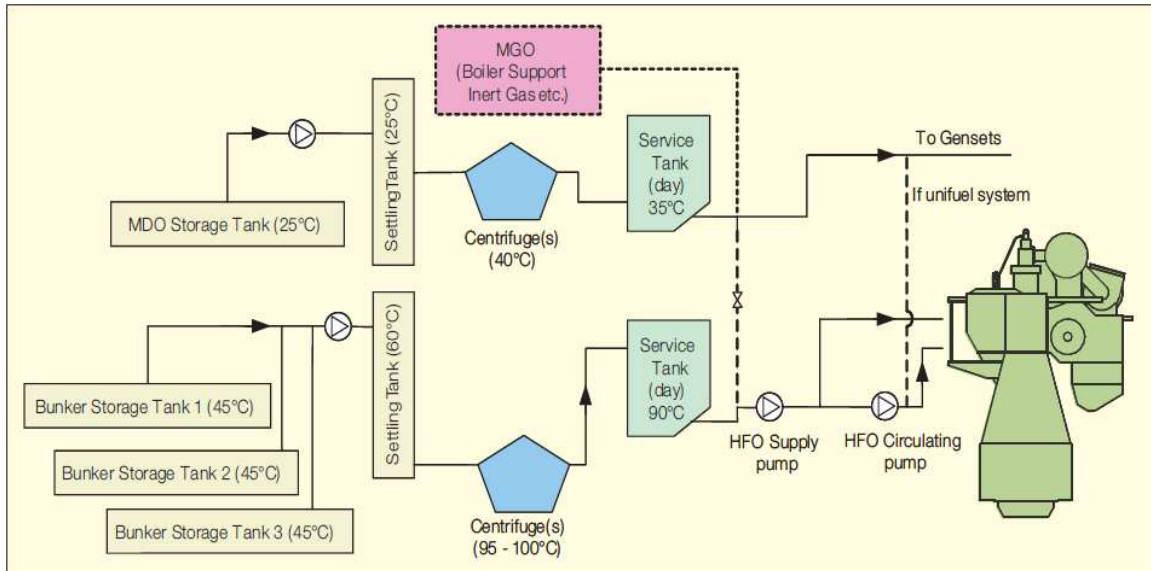 MGO
(Boiler Support
Inert Gas etc.)
Settling Tank (25°C)
Service
Tank
(day)
35°C
To Gensets
If unifuel system
MDO Storage Tank (25°C)
Centrifuge(s)
(40°C)
Settling Tank (60°C)
Service
Tank
(day)
90°C
Bunker Storage Tank 1 (45°C)
HFO Supply
pump
HFO Circulating
pump
Bunker Storage Tank 2 (45°C)
Bunker Storage Tank 3 (45°C)
Centrifuge(s)
(95 - 100°C)